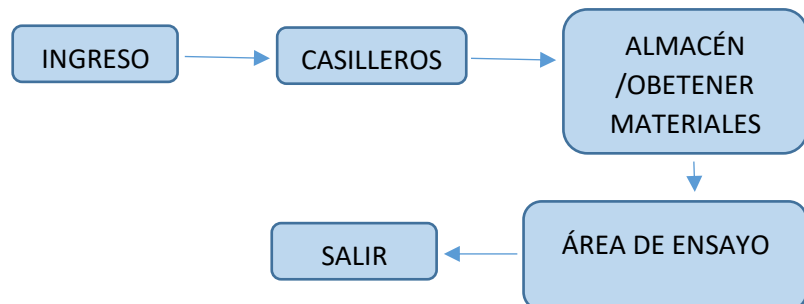 INGRESO
CASILLEROS
ALMACÉN
/OBETENER
MATERIALES
ÁREA DE ENSAYO
SALIR